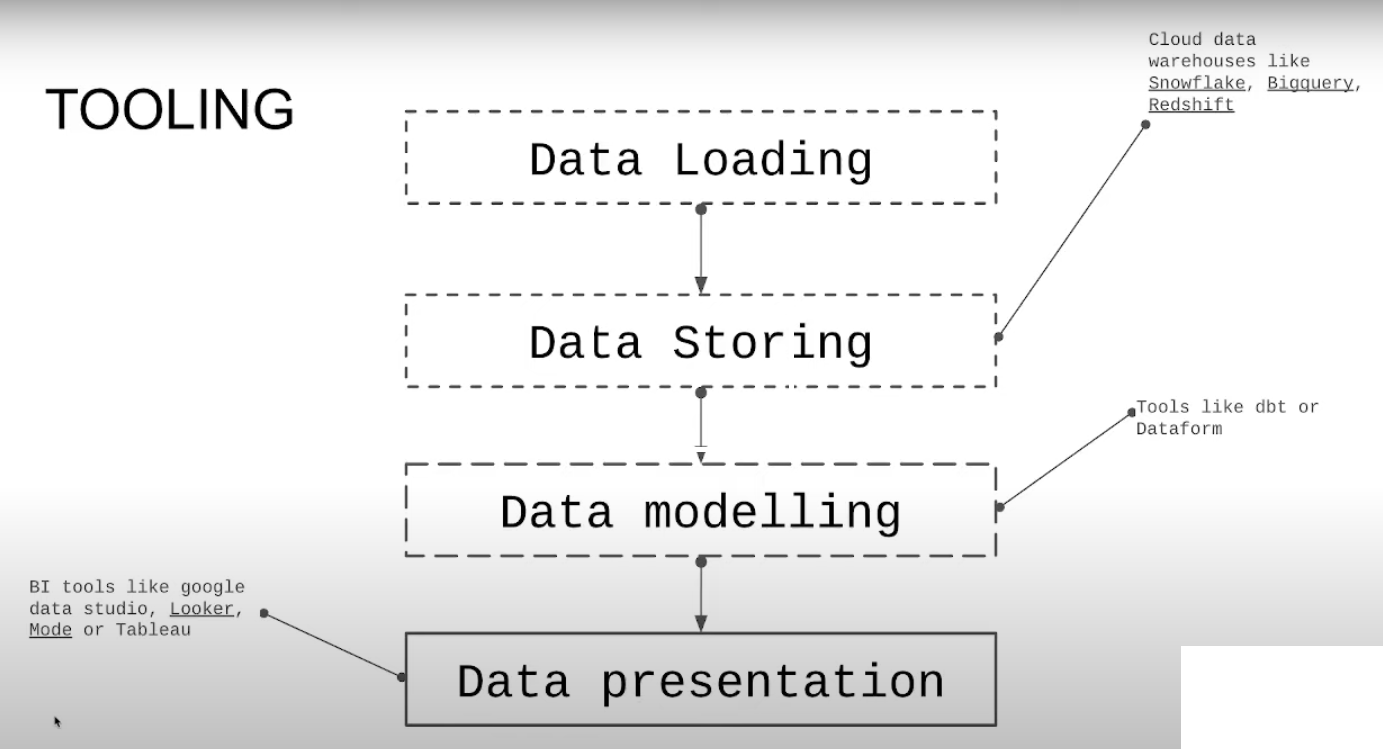 TOOLING
Cloud data
warehouses like
Snowflake, Bigquery,
Redshift
Data Loading
Data Storing
Tools like dbt or
Dataform
Data modelling
BI tools like google
data studio, Looker,
Mode or Tableau
Data presentation